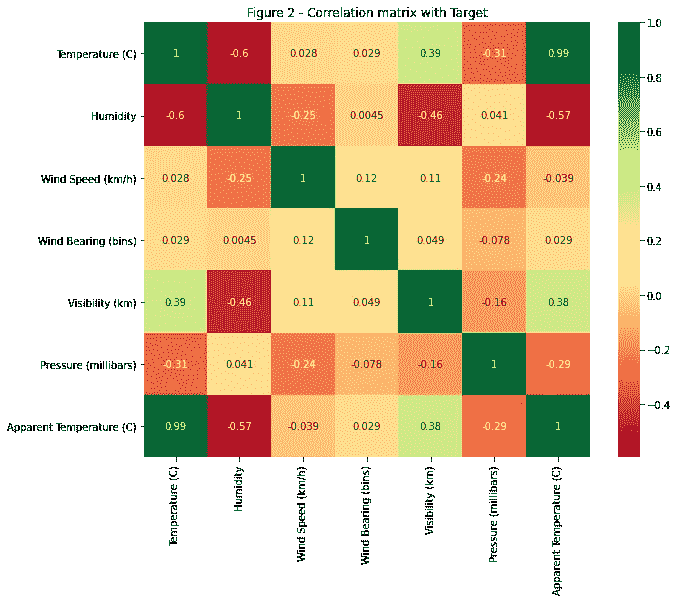 Figure 2 - Correlation matrix with Target
Temperature (C) 1 -0.6 0.028 0.029 0.39 -0.31 0.99
Humidity -0.6 1 -0.25 0.0045 -0.46 0.041 -0.57
Wind Speed (km/h) 0.028 -0.25 1 0.12 0.11 -0.24 -0.039
Wind Bearing (bins) 0.029 0.0045 0.12 1 0.049 -0.078 0.029
Visibility (km) 0.39 -0.46 0.11 0.049 1 -0.16 0.38
Pressure (millibars) -0.31 0.041 -0.24 -0.078 -0.16 1 -0.29
Apparent Temperature (C) 0.99 -0.57 -0.039 0.029 0.38 -0.29 1
Temperature (C)
Humidity
Wind Speed (km/h)
Wind Bearing (bins)
Visibility (km)
Pressure (millibars)
Apparent Temperature (C)
1.0
0.8
0.6
0.4
0.2
0.0
−0.2
−0.4